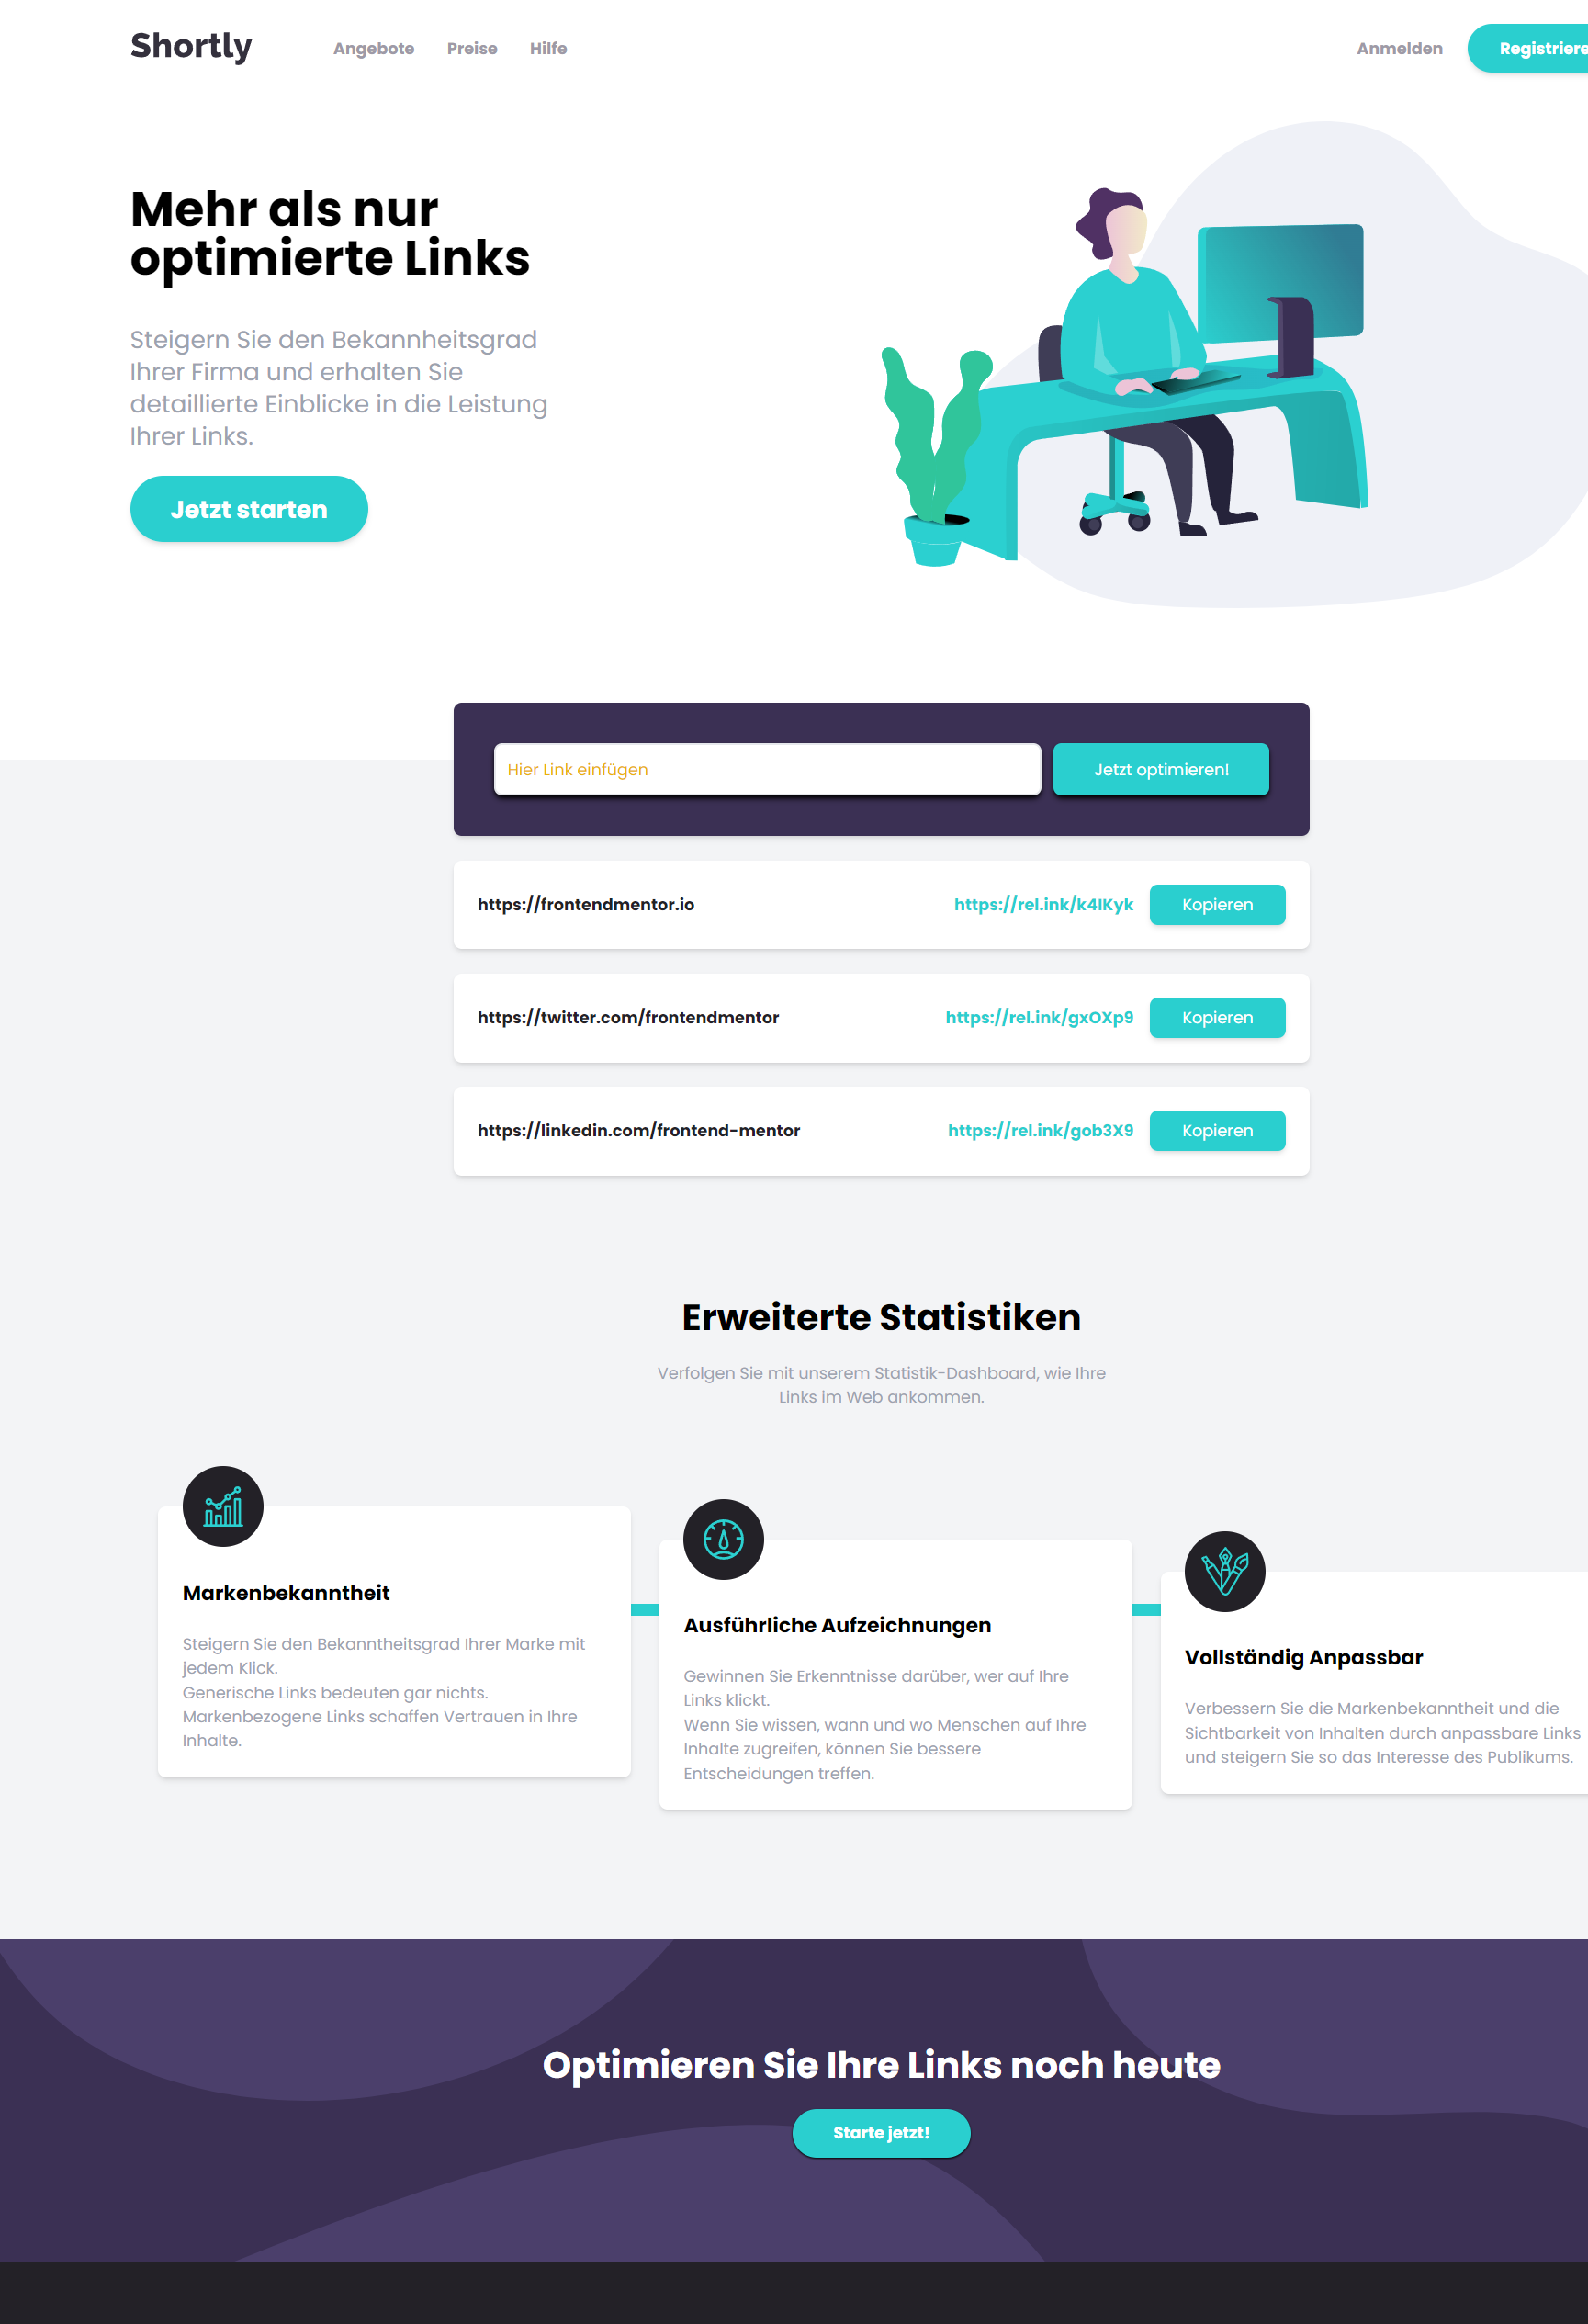 Shortly
Angebote
Preise
Hilfe
Anmelden
Registriere
Mehr als nur
optimierte Links
Steigern Sie den Bekannheitsgrad
Ihrer Firma und erhalten Sie
detaillierte Einblicke in die Leistung
Ihrer Links.
Jetzt starten
Hier Link einfügen
Jetzt optimieren!
https://frontendmentor.io
https://rel.ink/k4lKyk
Kopieren
https://twitter.com/frontendmentor
https://rel.ink/gxOXp9
Kopieren
https://linkedin.com/frontend-mentor
https://rel.ink/gob3X9
Kopieren
Erweiterte Statistiken
Verfolgen Sie mit unserem Statistik-Dashboard, wie Ihre
Links im Web ankommen.
Markenbekanntheit
Steigern Sie den Bekanntheitsgrad Ihrer Marke mit
jedem Klick.
Generische Links bedeuten gar nichts.
Markenbezogene Links schaffen Vertrauen in Ihre
Inhalte.
Ausführliche Aufzeichnungen
Gewinnen Sie Erkenntnisse darüber, wer auf Ihre
Links klickt.
Wenn Sie wissen, wann und wo Menschen auf Ihre
Inhalte zugreifen, können Sie bessere
Entscheidungen treffen.
Vollständig Anpassbar
Verbessern Sie die Markenbekanntheit und die
Sichtbarkeit von Inhalten durch anpassbare Links
und steigern Sie so das Interesse des Publikums.
Optimieren Sie Ihre Links noch heute
Starte jetzt!